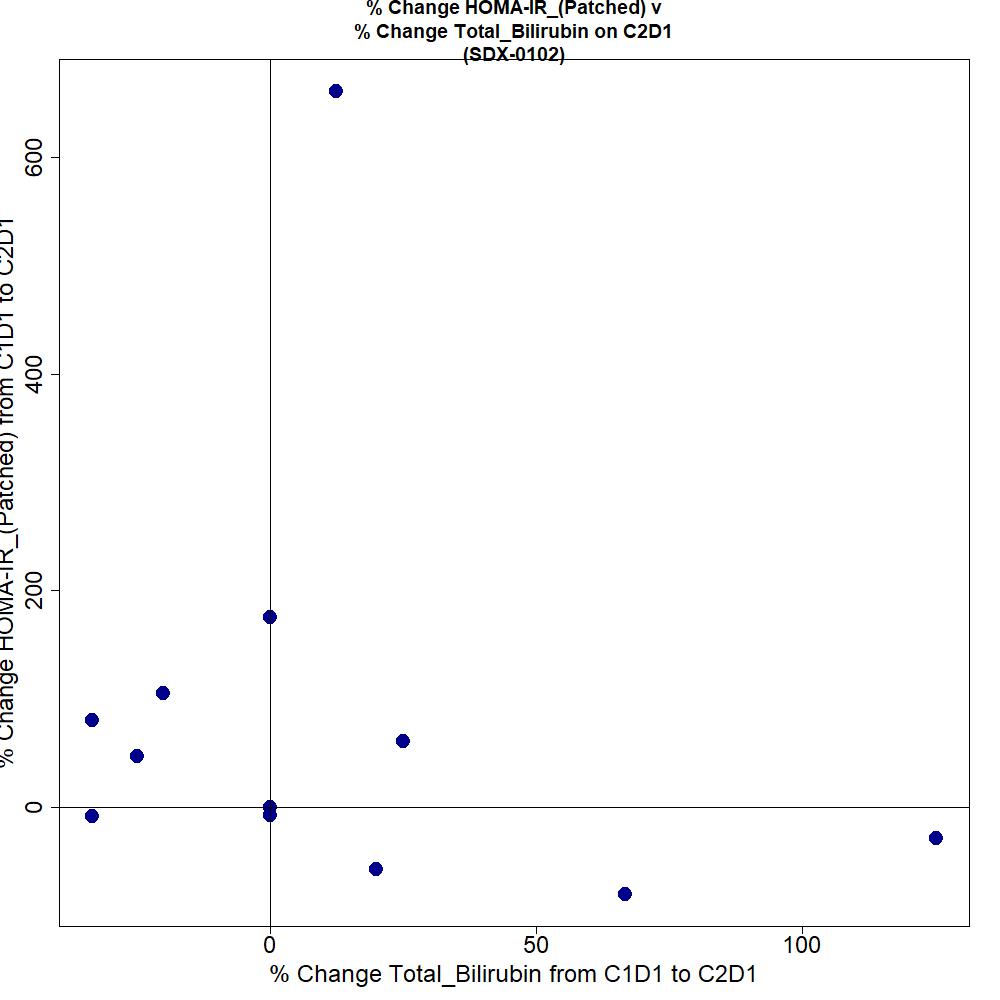 % Change HOMA-IR_(Patched) v
% Change Total_Bilirubin on C2D1
(SDX-0102)
% Change HOMA-IR_(Patched) from C1D1 to C2D1
600
400
200
0
0 50 100
% Change Total_Bilirubin from C1D1 to C2D1